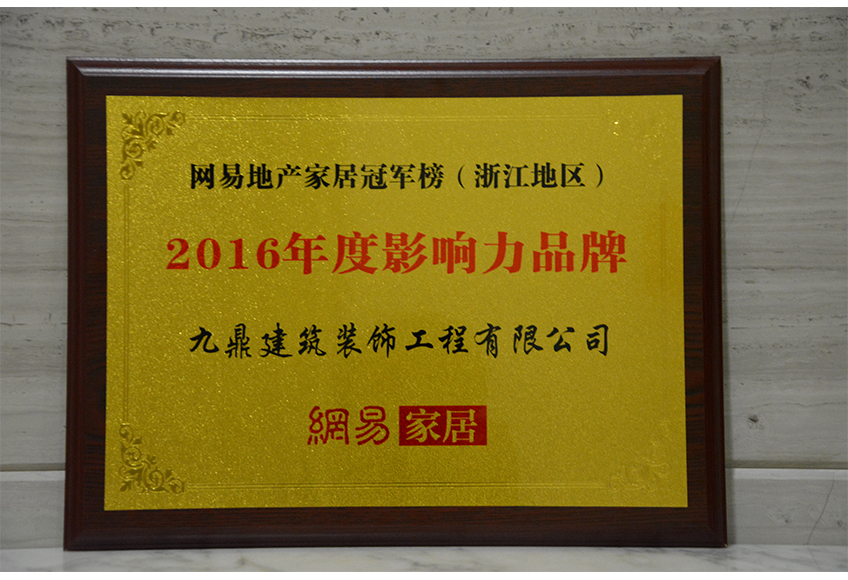 网易地产家居冠军榜（浙江地区）
2016年度影响力品牌
九鼎建筑装饰工程有限公司
網易 家居